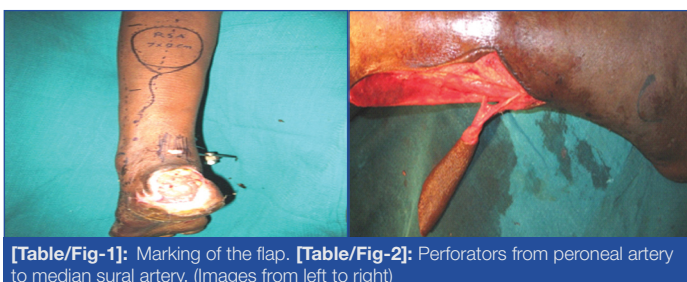 RSA
[Table/Fig-1]: Marking of the flap. [Table/Fig-2]: Perforators from peroneal artery
to median sural artery. (Images from left to right)